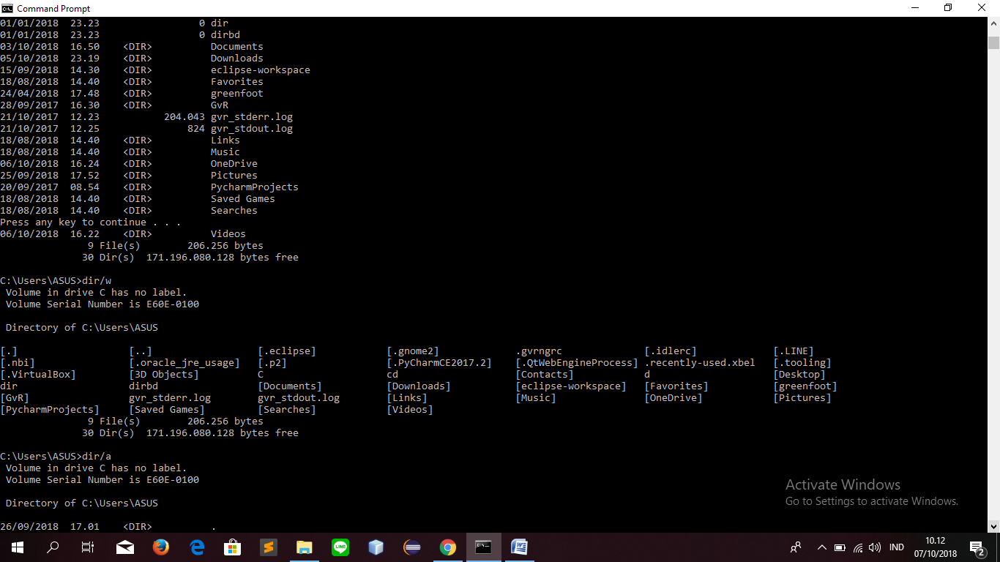 Command Prompt
01/01/2018  23.23                 0 dir
01/01/2018  23.23                 0 dirbd
03/10/2018  16.50    <DIR>          Documents
05/10/2018  23.19    <DIR>          Downloads
15/09/2018  14.30    <DIR>          eclipse-workspace
18/08/2018  14.40    <DIR>          Favorites
24/04/2018  17.48    <DIR>          greenfoot
28/09/2017  16.30    <DIR>          GvR
21/10/2017  12.23           204.043 gvr_stderr.log
21/10/2017  12.25               824 gvr_stdout.log
18/08/2018  14.40    <DIR>          Links
18/08/2018  14.40    <DIR>          Music
06/10/2018  16.24    <DIR>          OneDrive
25/09/2018  17.52    <DIR>          Pictures
20/09/2017  08.54    <DIR>          PycharmProjects
18/08/2018  14.40    <DIR>          Saved Games
18/08/2018  14.40    <DIR>          Searches
Press any key to continue . . .
06/10/2018  16.22    <DIR>          Videos
               9 File(s)        206.256 bytes
              30 Dir(s)  171.196.080.128 bytes free
C:\Users\ASUS>dir/w
 Volume in drive C has no label.
 Volume Serial Number is E60E-0100
 Directory of C:\Users\ASUS
[.]                   [..]                  [.eclipse]            [.gnome2]             .gvrngrc              [.idlerc]             [.LINE]
[.nbi]                [.oracle_jre_usage]   [.p2]                 [.PyCharmCE2017.2]    [.QtWebEngineProcess] .recently-used.xbel   [.tooling]
[.VirtualBox]         [3D Objects]          C                     cd                    [Contacts]            d                     [Desktop]
dir                   dirbd                 [Documents]           [Downloads]           [eclipse-workspace]   [Favorites]           [greenfoot]
[GvR]                 gvr_stderr.log        gvr_stdout.log        [Links]               [Music]               [OneDrive]            [Pictures]
[PycharmProjects]     [Saved Games]         [Searches]            [Videos]
               9 File(s)        206.256 bytes
              30 Dir(s)  171.196.080.128 bytes free
C:\Users\ASUS>dir/a
 Volume in drive C has no label.
 Volume Serial Number is E60E-0100
 Directory of C:\Users\ASUS
26/09/2018  17.01    <DIR>          .
Activate Windows
Go to Settings to activate Windows.
LINE
IND
10.12
07/10/2018
2